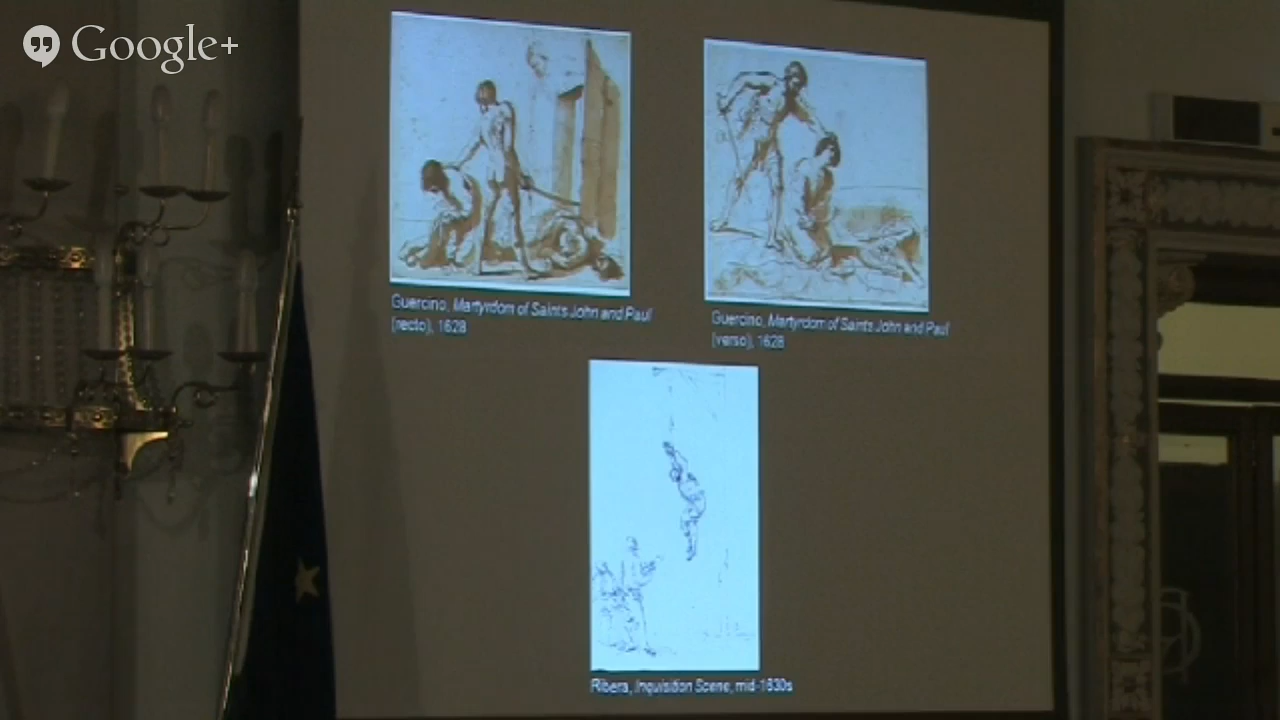 Google+
Guercino, Martyrdom of Saints John and Paul
(recto), 1628
Guercino, Martyrdom of Saints John and Paul
(verso), 1628
Ribera, Inquisition Scene, mid-1630s